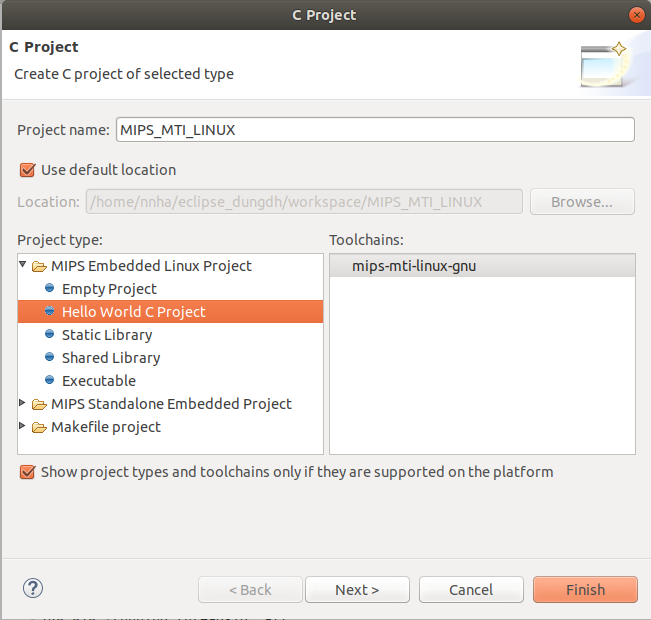 C Project
C Project
Create C project of selected type
Project name: MIPS_MTI_LINUX
Use default location
Location: /home/nnha/eclipse_dungdh/workspace/MIPS_MTI_LINUX Browse...
Project type: Toolchains:
MIPS Embedded Linux Project mips-mti-linux-gnu
Empty Project
Hello World C Project
Static Library
Shared Library
Executable
MIPS Standalone Embedded Project
Makefile project
Show project types and toolchains only if they are supported on the platform
? < Back Next > Cancel Finish